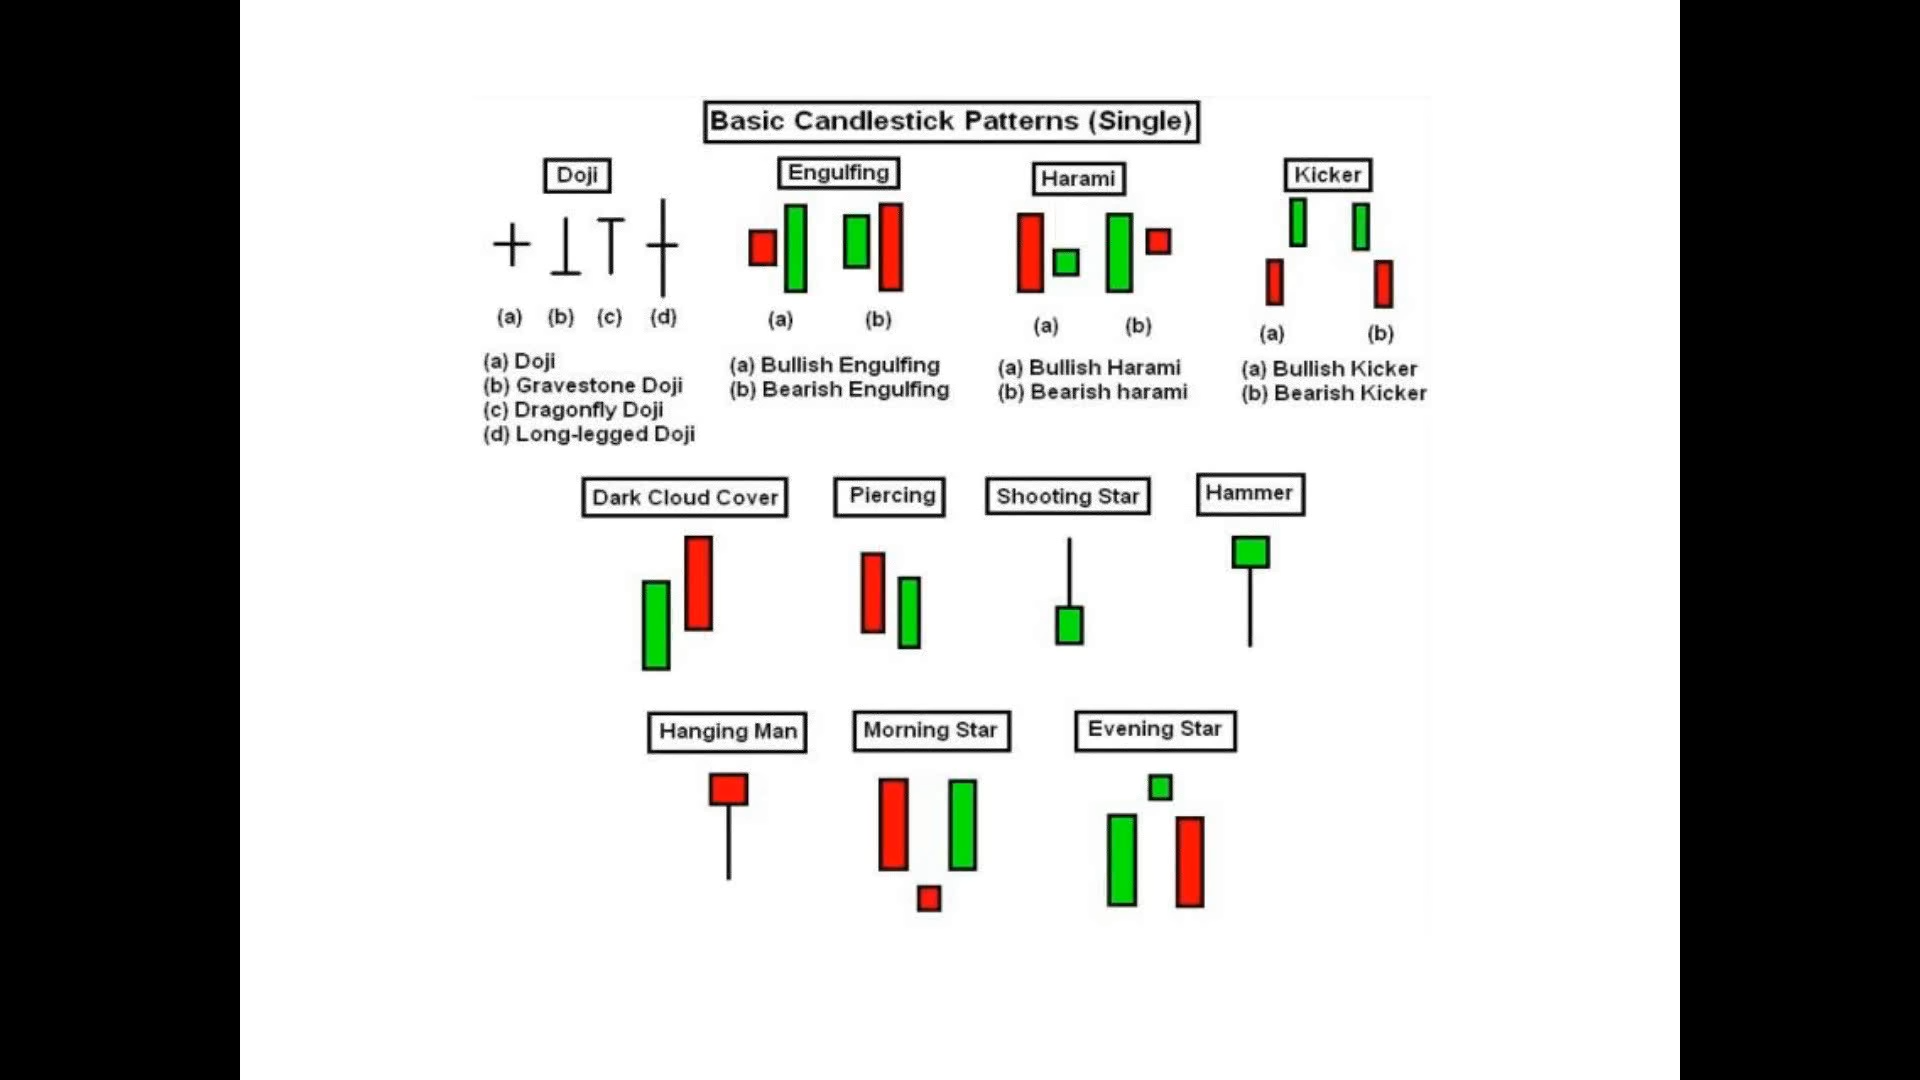 Basic Candlestick Patterns (Single)
Doji
Engulfing
Harami
Kicker
(a) (b) (c) (d)
(a) (b)
(a) (b)
(a) (b)
(a) Doji
(b) Gravestone Doji
(c) Dragonfly Doji
(d) Long-legged Doji
(a) Bullish Engulfing
(b) Bearish Engulfing
(a) Bullish Harami
(b) Bearish harami
(a) Bullish Kicker
(b) Bearish Kicker
Dark Cloud Cover
Piercing
Shooting Star
Hammer
Hanging Man
Morning Star
Evening Star